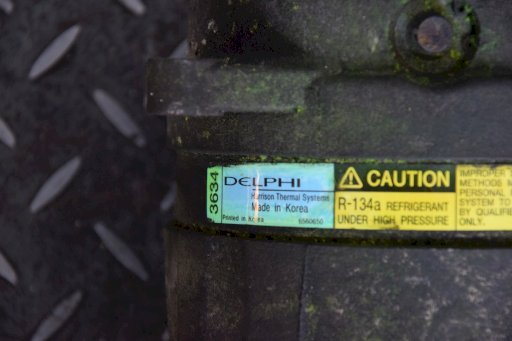 3634
DELPHI
Harrison Thermal Systems
Made in Korea
Printed in Korea 6560650
CAUTION
R-134a REFRIGERANT
UNDER HIGH PRESSURE
IMPROPER
METHODS M
PERSONAL
SYSTEM TO
BY QUALIFI
ONLY.